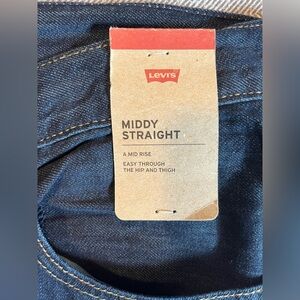 Levi's
MIDDY
STRAIGHT
A MID RISE
EASY THROUGH
THE HIP AND THIGH